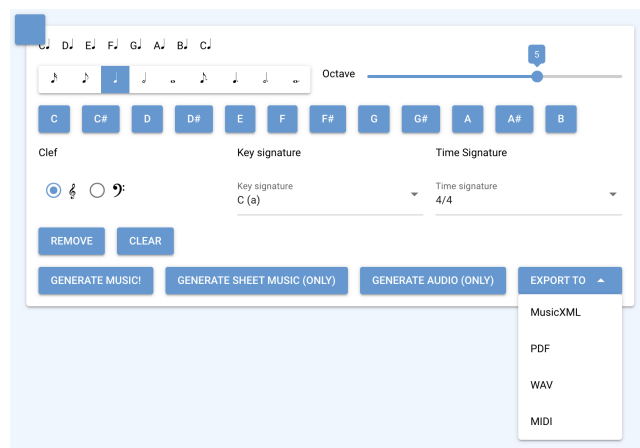 C♩ D♩ E♩ F♩ G♩ A♩ B♩ C♩
Octave 5
C C# D D# E F F# G G# A A# B
Clef Key signature Time Signature
Key signature Time signature
C (a) 4/4
REMOVE CLEAR
GENERATE MUSIC! GENERATE SHEET MUSIC (ONLY) GENERATE AUDIO (ONLY) EXPORT TO
MusicXML
PDF
WAV
MIDI